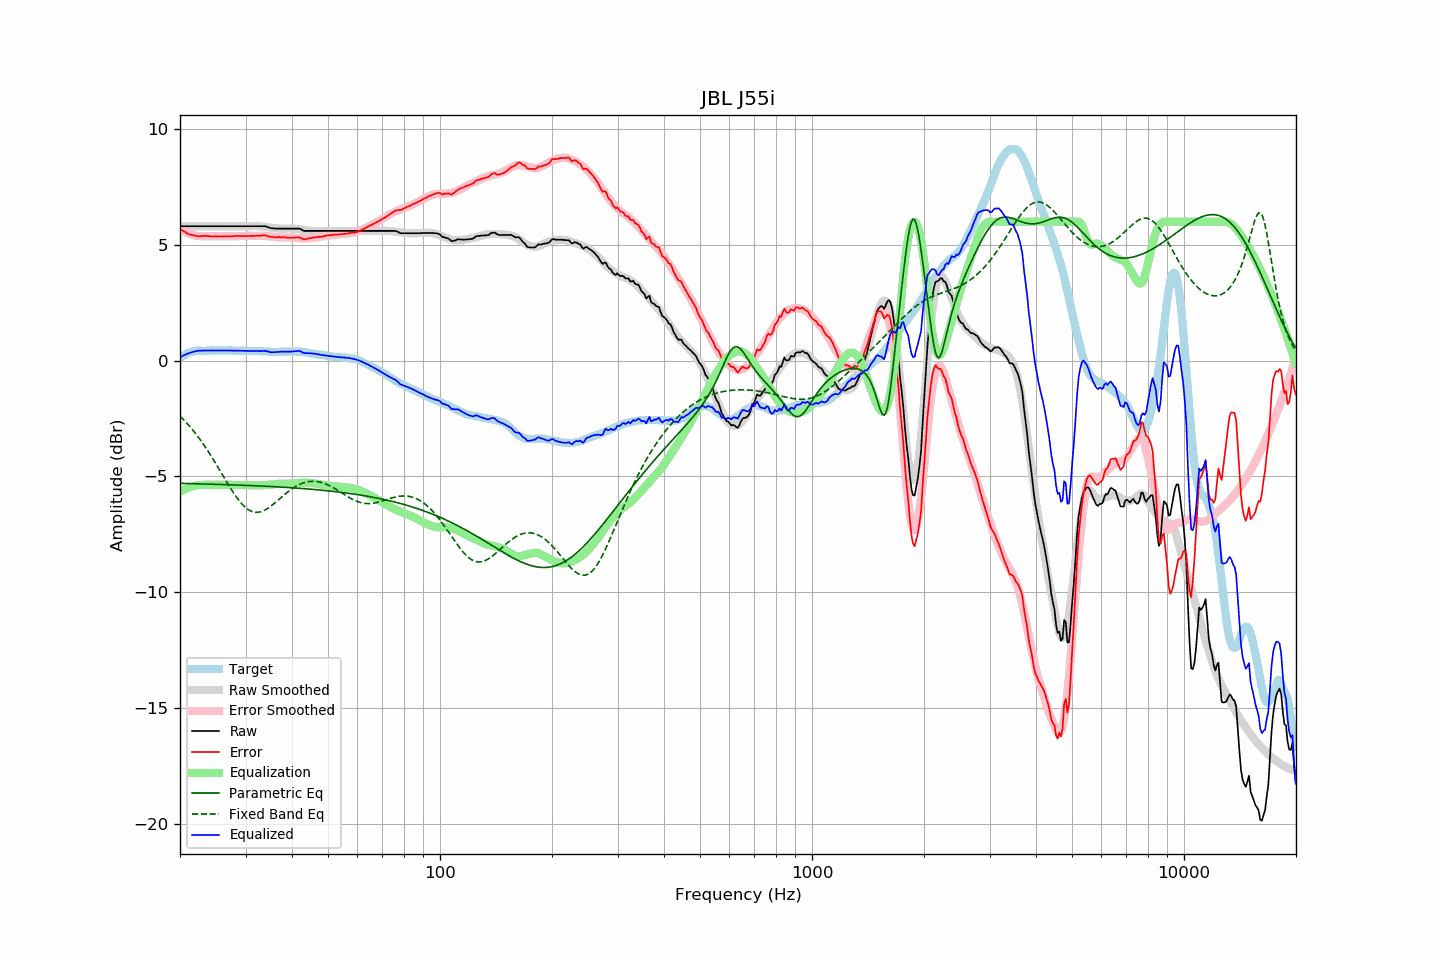 JBL J55i
10
5
0
−5
−10
−15
−20
Amplitude (dBr)
Target
Raw Smoothed
Error Smoothed
Raw
Error
Equalization
Parametric Eq
Fixed Band Eq
Equalized
100
1000
10000
Frequency (Hz)